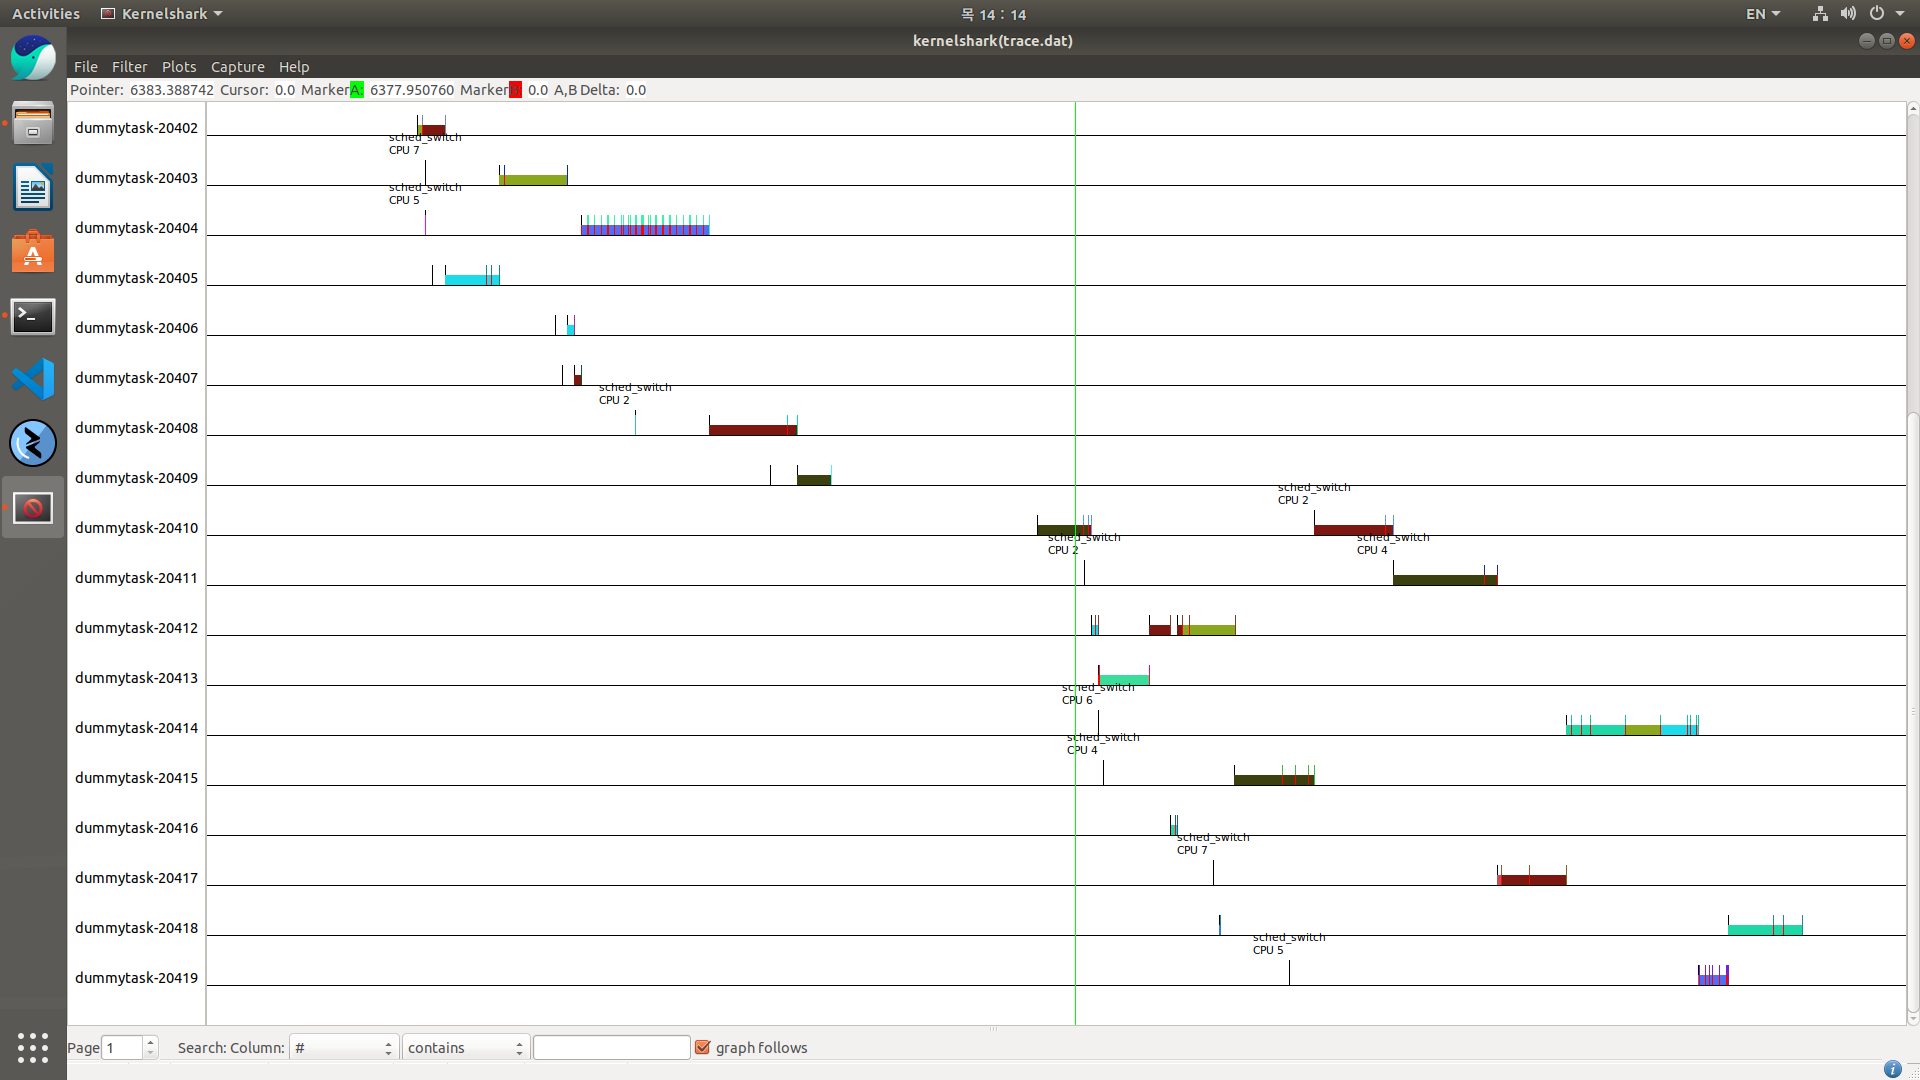 Activities Kernelshark 목 14 : 14 EN
kernelshark(trace.dat)
File Filter Plots Capture Help
Pointer: 6383.388742 Cursor: 0.0 Marker A: 6377.950760 Marker 0.0 A,B Delta: 0.0
dummytask-20402
sched_switch
CPU 7
dummytask-20403
sched_switch
CPU 5
dummytask-20404
dummytask-20405
dummytask-20406
dummytask-20407
sched_switch
CPU 2
dummytask-20408
dummytask-20409
sched_switch
CPU 2
dummytask-20410
sched_switch sched_switch
CPU 2 CPU 4
dummytask-20411
dummytask-20412
dummytask-20413
sched_switch
CPU 6
dummytask-20414
sched_switch
CPU 4
dummytask-20415
dummytask-20416
sched_switch
CPU 7
dummytask-20417
dummytask-20418
sched_switch
CPU 5
dummytask-20419
Page 1 Search: Column: # contains graph follows